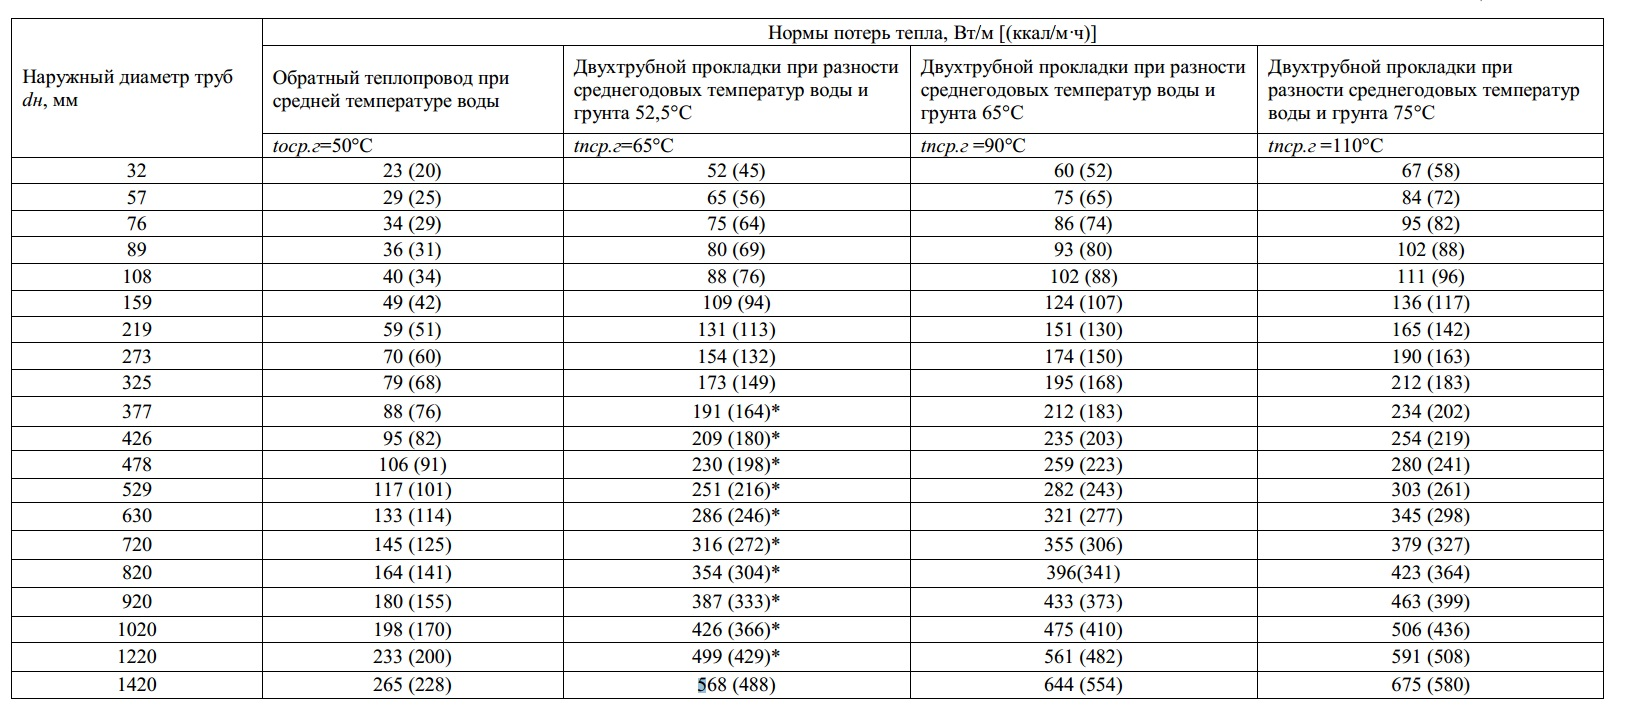 Нормы потерь тепла, Вт/м [(ккал/м·ч)]
Наружный диаметр труб
dн, мм
Обратный теплопровод при
средней температуре воды
Двухтрубной прокладки при разности
среднегодовых температур воды и
грунта 52,5°С
Двухтрубной прокладки при разности
среднегодовых температур воды и
грунта 65°С
Двухтрубной прокладки при
разности среднегодовых температур
воды и грунта 75°С
tоср.г=50°С tпср.г=65°С tпср.г =90°С tпср.г =110°С
32 23 (20) 52 (45) 60 (52) 67 (58)
57 29 (25) 65 (56) 75 (65) 84 (72)
76 34 (29) 75 (64) 86 (74) 95 (82)
89 36 (31) 80 (69) 93 (80) 102 (88)
108 40 (34) 88 (76) 102 (88) 111 (96)
159 49 (42) 109 (94) 124 (107) 136 (117)
219 59 (51) 131 (113) 151 (130) 165 (142)
273 70 (60) 154 (132) 174 (150) 190 (163)
325 79 (68) 173 (149) 195 (168) 212 (183)
377 88 (76) 191 (164)* 212 (183) 234 (202)
426 95 (82) 209 (180)* 235 (203) 254 (219)
478 106 (91) 230 (198)* 259 (223) 280 (241)
529 117 (101) 251 (216)* 282 (243) 303 (261)
630 133 (114) 286 (246)* 321 (277) 345 (298)
720 145 (125) 316 (272)* 355 (306) 379 (327)
820 164 (141) 354 (304)* 396(341) 423 (364)
920 180 (155) 387 (333)* 433 (373) 463 (399)
1020 198 (170) 426 (366)* 475 (410) 506 (436)
1220 233 (200) 499 (429)* 561 (482) 591 (508)
1420 265 (228) 568 (488) 644 (554) 675 (580)